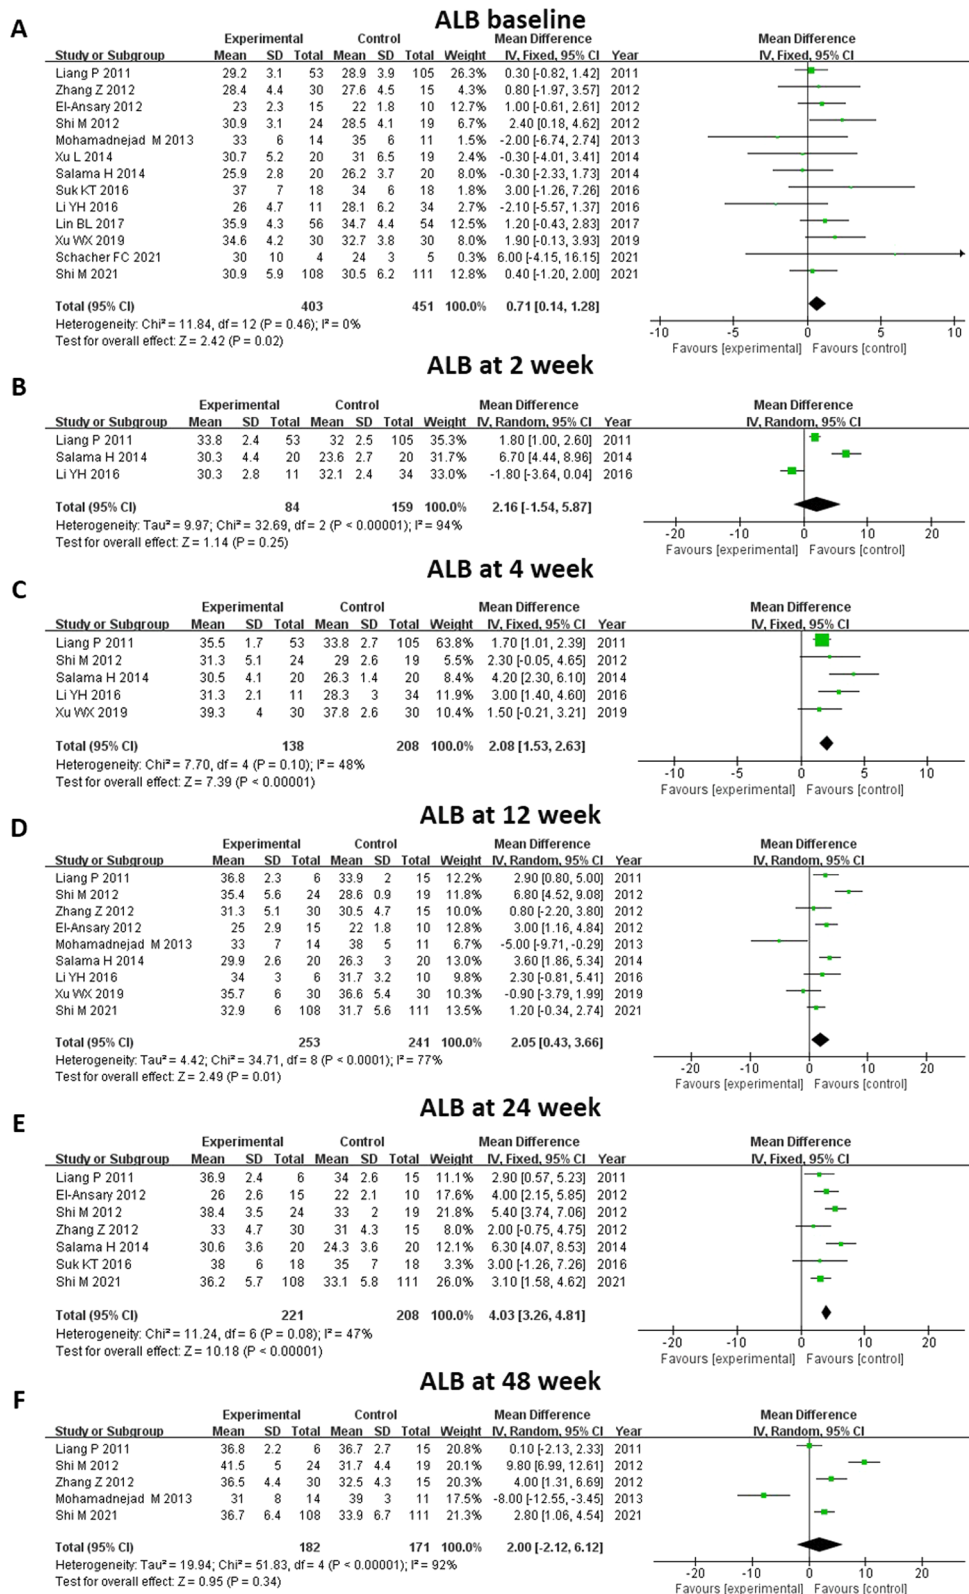 ALB baseline
A
Experimental Control Mean Difference Mean Difference
Study or Subgroup Mean SD Total Mean SD Total Weight IV, Fixed, 95% CI Year IV, Fixed, 95% CI
Liang P 2011 29.2 3.1 53 28.9 3.9 105 26.3% 0.30 [-0.82, 1.42] 2011
Zhang Z 2012 28.4 4.4 30 27.6 4.5 15 4.3% 0.80 [-1.97, 3.57] 2012
El-Ansary 2012 23 2.3 15 22 1.8 10 12.7% 1.00 [-0.61, 2.61] 2012
Shi M 2012 30.9 3.1 24 28.5 4.1 19 6.7% 2.40 [0.18, 4.62] 2012
Mohamadnejad M 2013 33 6 14 35 6 11 1.5% -2.00 [-6.74, 2.74] 2013
Xu L 2014 30.7 5.2 20 31 6.5 19 2.4% -0.30 [-4.01, 3.41] 2014
Salama H 2014 25.9 2.8 20 26.2 3.7 20 8.0% -0.30 [-2.33, 1.73] 2014
Suk KT 2016 37 7 18 34 6 18 1.8% 3.00 [-1.26, 7.26] 2016
Li YH 2016 26 4.7 11 28.1 6.2 34 2.7% -2.10 [-5.57, 1.37] 2016
Lin BL 2017 35.9 4.3 56 34.7 4.4 54 12.5% 1.20 [-0.43, 2.83] 2017
Xu WX 2019 34.6 4.2 30 32.7 3.8 30 8.0% 1.90 [-0.13, 3.93] 2019
Schacher FC 2021 30 10 4 24 3 5 0.3% 6.00 [-4.15, 16.15] 2021
Shi M 2021 30.9 5.9 108 30.5 6.2 111 12.8% 0.40 [-1.20, 2.00] 2021
Total (95% CI) 403 451 100.0% 0.71 [0.14, 1.28]
Heterogeneity: Chi² = 11.84, df = 12 (P = 0.46); I² = 0%
Test for overall effect: Z = 2.42 (P = 0.02)
-10 -5 0 5 10
Favours [experimental] Favours [control]
ALB at 2 week
B
Experimental Control Mean Difference Mean Difference
Study or Subgroup Mean SD Total Mean SD Total Weight IV, Random, 95% CI Year IV, Random, 95% CI
Liang P 2011 33.8 2.4 53 32 2.5 105 35.3% 1.80 [1.00, 2.60] 2011
Salama H 2014 30.3 4.4 20 23.6 2.7 20 31.7% 6.70 [4.44, 8.96] 2014
Li YH 2016 30.3 2.8 11 32.1 2.4 34 33.0% -1.80 [-3.64, 0.04] 2016
Total (95% CI) 84 159 100.0% 2.16 [-1.54, 5.87]
Heterogeneity: Tau² = 9.97; Chi² = 32.69, df = 2 (P < 0.00001); I² = 94%
Test for overall effect: Z = 1.14 (P = 0.25)
-20 -10 0 10 20
Favours [experimental] Favours [control]
ALB at 4 week
C
Experimental Control Mean Difference Mean Difference
Study or Subgroup Mean SD Total Mean SD Total Weight IV, Fixed, 95% CI Year IV, Fixed, 95% CI
Liang P 2011 35.5 1.7 53 33.8 2.7 105 63.8% 1.70 [1.01, 2.39] 2011
Shi M 2012 31.3 5.1 24 29 2.6 19 5.5% 2.30 [-0.05, 4.65] 2012
Salama H 2014 30.5 4.1 20 26.3 1.4 20 8.4% 4.20 [2.30, 6.10] 2014
Li YH 2016 31.3 2.1 11 28.3 3 34 11.9% 3.00 [1.40, 4.60] 2016
Xu WX 2019 39.3 4 30 37.8 2.6 30 10.4% 1.50 [-0.21, 3.21] 2019
Total (95% CI) 138 208 100.0% 2.08 [1.53, 2.63]
Heterogeneity: Chi² = 7.70, df = 4 (P = 0.10); I² = 48%
Test for overall effect: Z = 7.39 (P < 0.00001)
-10 -5 0 5 10
Favours [experimental] Favours [control]
ALB at 12 week
D
Experimental Control Mean Difference Mean Difference
Study or Subgroup Mean SD Total Mean SD Total Weight IV, Random, 95% CI Year IV, Random, 95% CI
Liang P 2011 36.8 2.3 6 33.9 2 15 12.2% 2.90 [0.80, 5.00] 2011
Shi M 2012 35.4 5.6 24 28.6 0.9 19 11.8% 6.80 [4.52, 9.08] 2012
Zhang Z 2012 31.3 5.1 30 30.5 4.7 15 10.0% 0.80 [-2.20, 3.80] 2012
El-Ansary 2012 25 2.9 15 22 1.8 10 12.7% 3.00 [1.16, 4.84] 2012
Mohamadnejad M 2013 33 7 14 38 5 11 6.7% -5.00 [-9.71, -0.29] 2013
Salama H 2014 29.9 2.6 20 26.3 3 20 13.0% 3.60 [1.86, 5.34] 2014
Li YH 2016 34 3 6 31.7 3.2 10 9.8% 2.30 [-0.81, 5.41] 2016
Xu WX 2019 35.7 6 30 36.6 5.4 30 10.3% -0.90 [-3.79, 1.99] 2019
Shi M 2021 32.9 6 108 31.7 5.6 111 13.5% 1.20 [-0.34, 2.74] 2021
Total (95% CI) 253 241 100.0% 2.05 [0.43, 3.66]
Heterogeneity: Tau² = 4.42; Chi² = 34.71, df = 8 (P < 0.0001); I² = 77%
Test for overall effect: Z = 2.49 (P = 0.01)
-20 -10 0 10 20
Favours [experimental] Favours [control]
ALB at 24 week
E
Experimental Control Mean Difference Mean Difference
Study or Subgroup Mean SD Total Mean SD Total Weight IV, Fixed, 95% CI Year IV, Fixed, 95% CI
Liang P 2011 36.9 2.4 6 34 2.6 15 11.1% 2.90 [0.57, 5.23] 2011
El-Ansary 2012 26 2.6 15 22 2.1 10 17.6% 4.00 [2.15, 5.85] 2012
Shi M 2012 38.4 3.5 24 33 2 19 21.8% 5.40 [3.74, 7.06] 2012
Zhang Z 2012 33 4.7 30 31 4.3 15 8.0% 2.00 [-0.75, 4.75] 2012
Salama H 2014 30.6 3.6 20 24.3 3.6 20 12.1% 6.30 [4.07, 8.53] 2014
Suk KT 2016 38 6 18 35 7 18 3.3% 3.00 [-1.26, 7.26] 2016
Shi M 2021 36.2 5.7 108 33.1 5.8 111 26.0% 3.10 [1.58, 4.62] 2021
Total (95% CI) 221 208 100.0% 4.03 [3.26, 4.81]
Heterogeneity: Chi² = 11.24, df = 6 (P = 0.08); I² = 47%
Test for overall effect: Z = 10.18 (P < 0.00001)
-20 -10 0 10 20
Favours [experimental] Favours [control]
ALB at 48 week
F
Experimental Control Mean Difference Mean Difference
Study or Subgroup Mean SD Total Mean SD Total Weight IV, Random, 95% CI Year IV, Random, 95% CI
Liang P 2011 36.8 2.2 6 36.7 2.7 15 20.8% 0.10 [-2.13, 2.33] 2011
Shi M 2012 41.5 5 24 31.7 4.4 19 20.1% 9.80 [6.99, 12.61] 2012
Zhang Z 2012 36.5 4.4 30 32.5 4.3 15 20.3% 4.00 [1.31, 6.69] 2012
Mohamadnejad M 2013 31 8 14 39 3 11 17.5% -8.00 [-12.55, -3.45] 2013
Shi M 2021 36.7 6.4 108 33.9 6.7 111 21.3% 2.80 [1.06, 4.54] 2021
Total (95% CI) 182 171 100.0% 2.00 [-2.12, 6.12]
Heterogeneity: Tau² = 19.94; Chi² = 51.83, df = 4 (P < 0.00001); I² = 92%
Test for overall effect: Z = 0.95 (P = 0.34)
-20 -10 0 10 20
Favours [experimental] Favours [control]